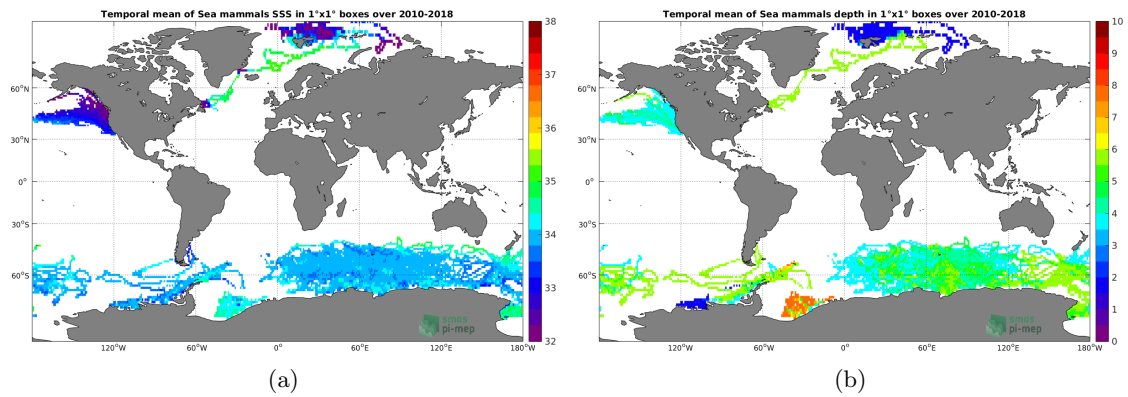 Temporal mean of Sea mammals SSS in 1°x1° boxes over 2010-2018
60°N
30°N
0°
30°S
60°S
120°W
60°W
0°
60°E
120°E
180°W
38
37
36
35
34
33
32
smos
pi-mep
(a)
Temporal mean of Sea mammals depth in 1°x1° boxes over 2010-2018
60°N
30°N
0°
30°S
60°S
120°W
60°W
0°
60°E
120°E
180°W
10
9
8
7
6
5
4
3
2
1
0
smos
pi-mep
(b)